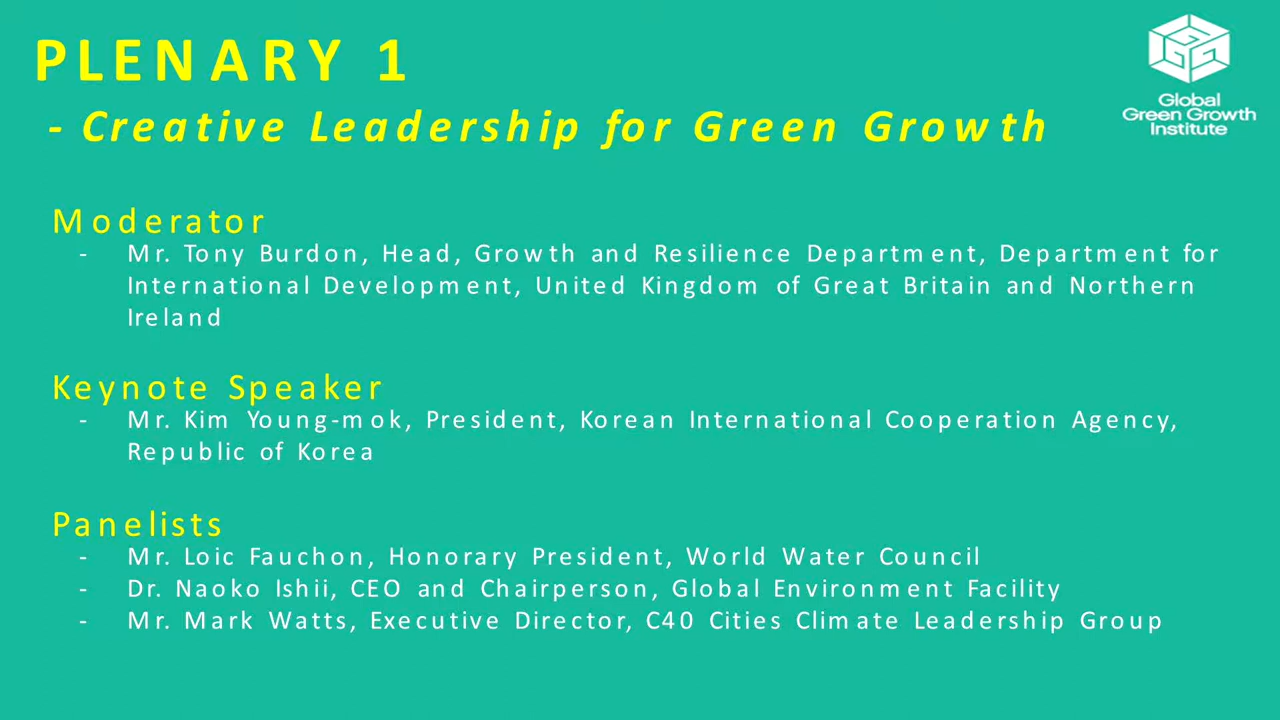 PLENARY 1
- Creative Leadership for Green Growth
Global
Green Growth
Institute
Moderator
- Mr. Tony Burdon, Head, Growth and Resilience Department, Department for
International Development, United Kingdom of Great Britain and Northern
Ireland
Keynote Speaker
- Mr. Kim Young-mok, President, Korean International Cooperation Agency,
Republic of Korea
Panelists
- Mr. Loic Fauchon, Honorary President, World Water Council
- Dr. Naoko Ishii, CEO and Chairperson, Global Environment Facility
- Mr. Mark Watts, Executive Director, C40 Cities Climate Leadership Group